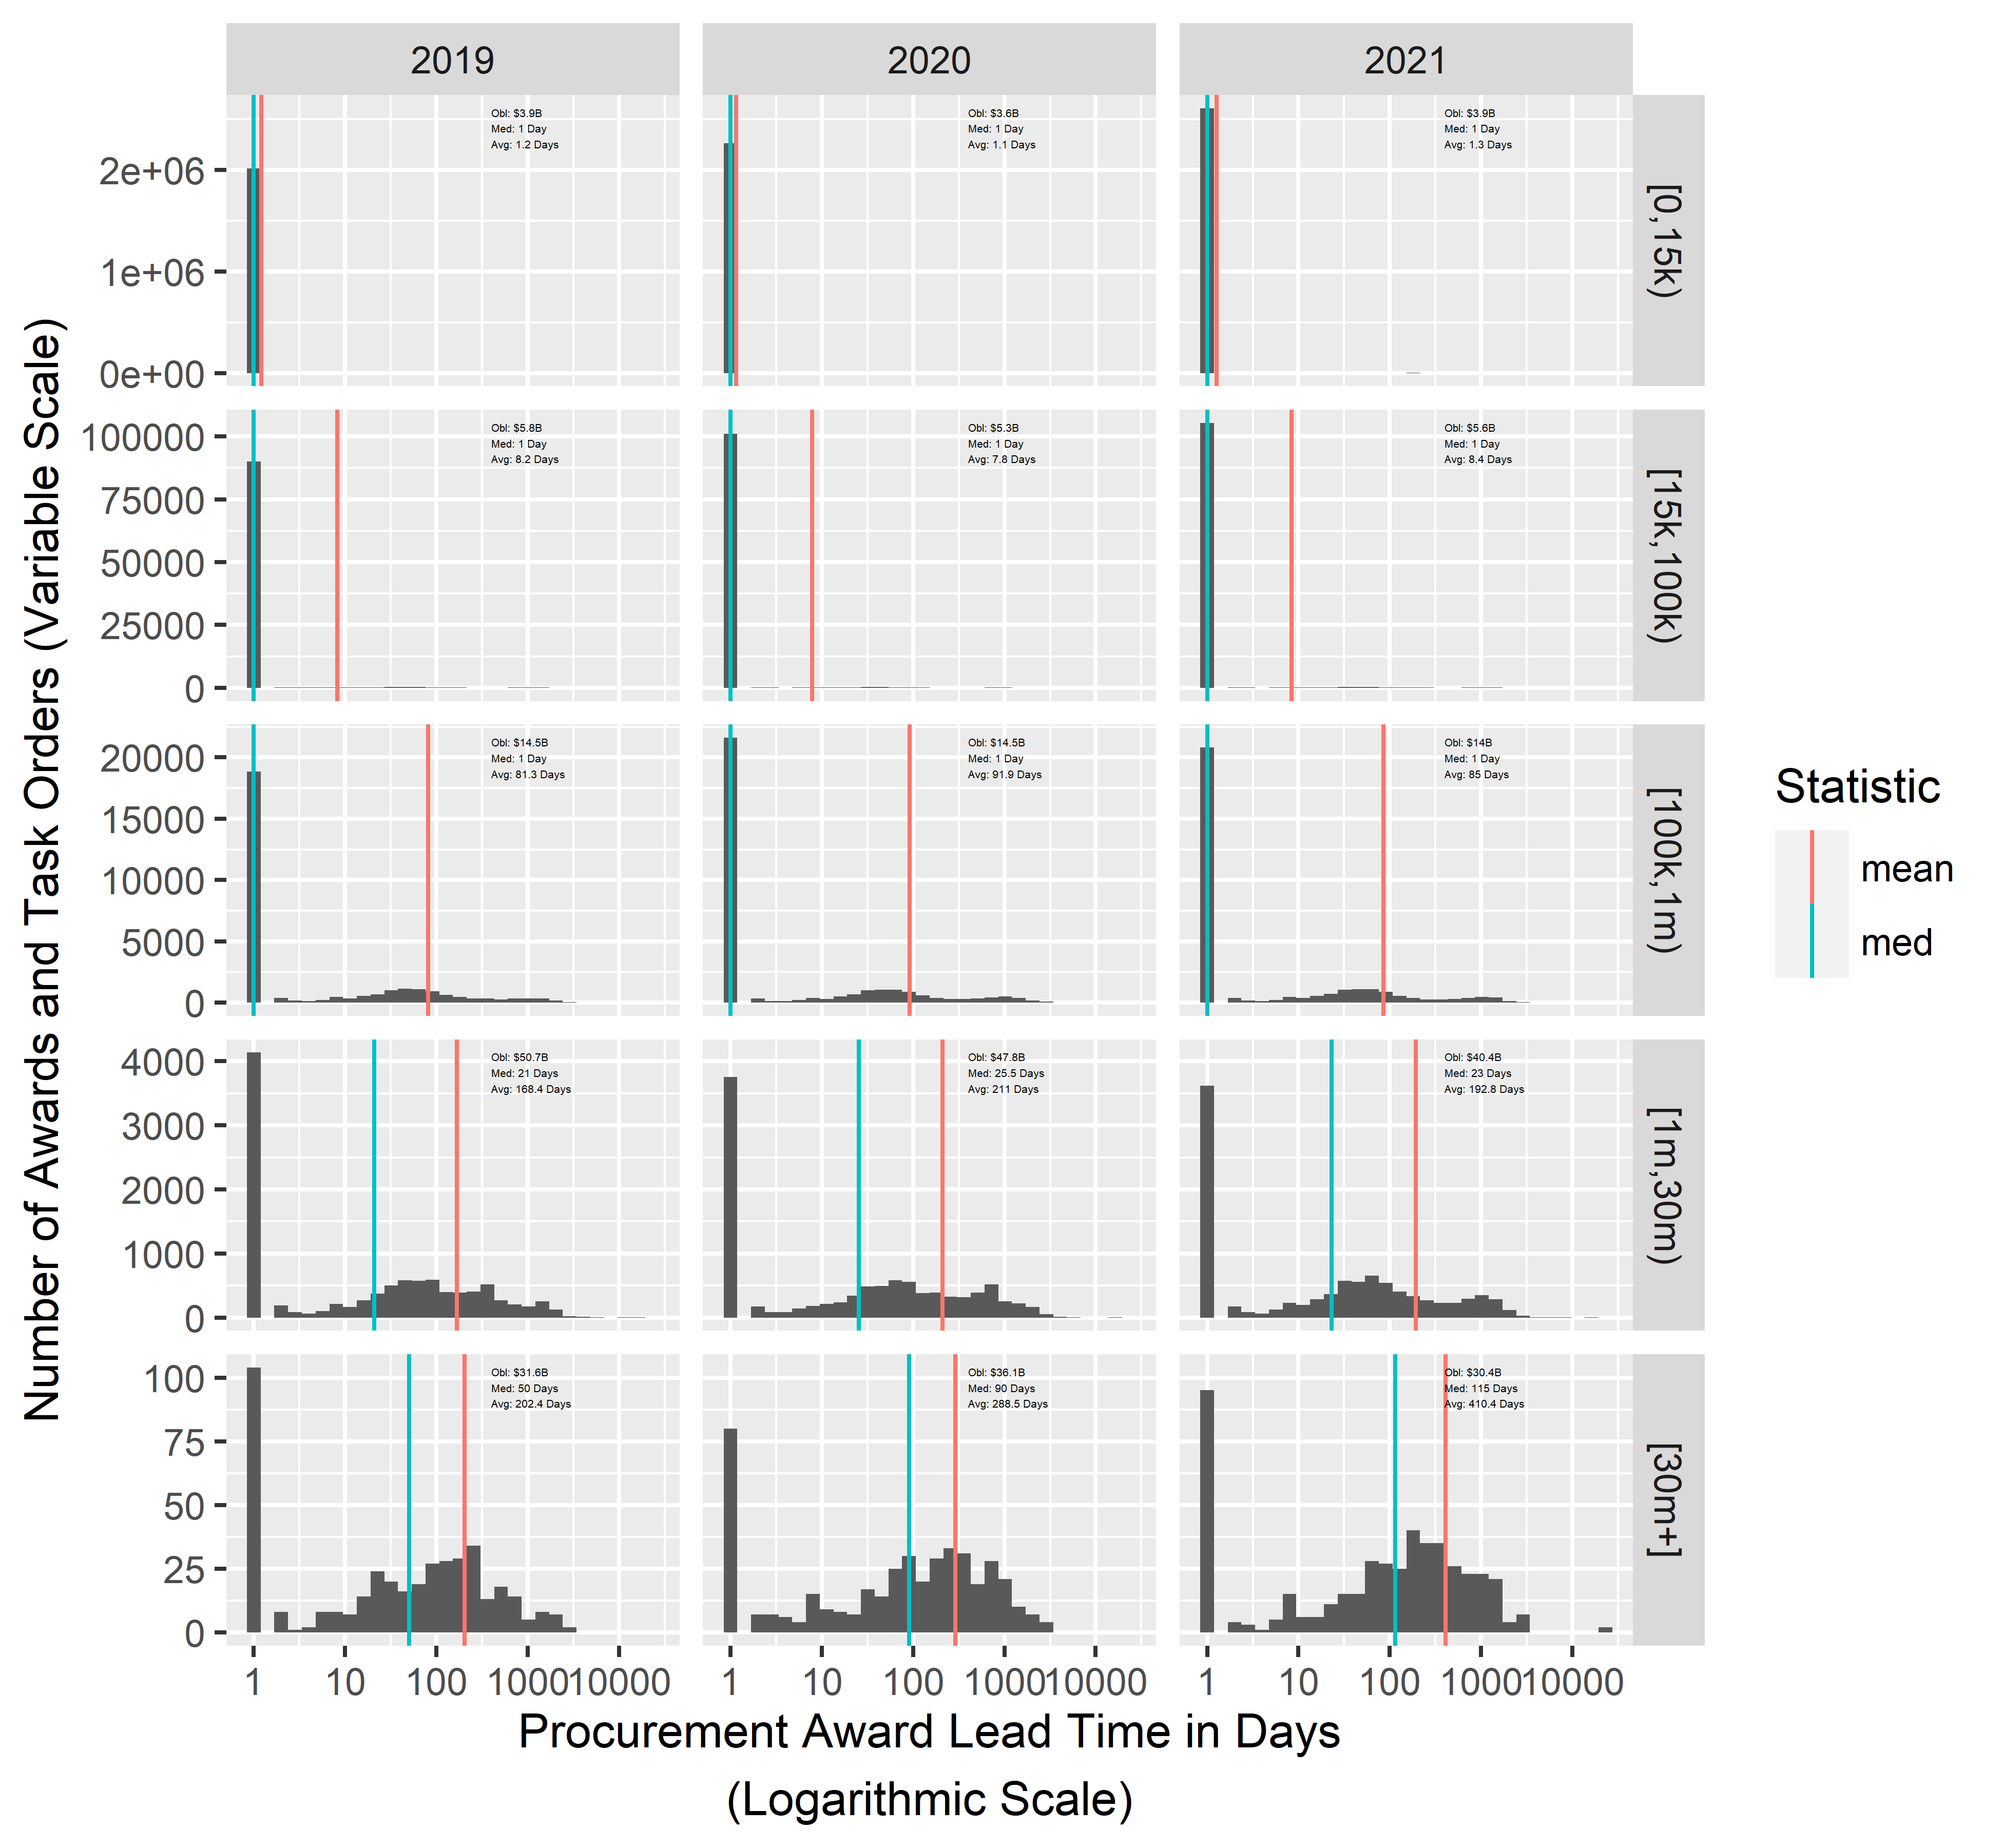 2019
2020
2021
Number of Awards and Task Orders (Variable Scale)
2e+06
1e+06
0e+00
Obl: $3.9B
Med: 1 Day
Avg: 1.2 Days
Obl: $3.6B
Med: 1 Day
Avg: 1.1 Days
Obl: $3.9B
Med: 1 Day
Avg: 1.3 Days
[0,15k)
100000
75000
50000
25000
0
Obl: $5.8B
Med: 1 Day
Avg: 8.2 Days
Obl: $5.3B
Med: 1 Day
Avg: 7.8 Days
Obl: $5.6B
Med: 1 Day
Avg: 8.4 Days
[15k,100k)
20000
15000
10000
5000
0
Obl: $14.5B
Med: 1 Day
Avg: 81.3 Days
Obl: $14.5B
Med: 1 Day
Avg: 91.9 Days
Obl: $14B
Med: 1 Day
Avg: 85 Days
[100k,1m)
4000
3000
2000
1000
0
Obl: $50.7B
Med: 21 Days
Avg: 168.4 Days
Obl: $47.8B
Med: 25.5 Days
Avg: 211 Days
Obl: $40.4B
Med: 23 Days
Avg: 192.8 Days
[1m,30m)
100
75
50
25
0
Obl: $31.6B
Med: 50 Days
Avg: 202.4 Days
Obl: $36.1B
Med: 90 Days
Avg: 288.5 Days
Obl: $30.4B
Med: 115 Days
Avg: 410.4 Days
[30m+]
1 10 100 1000 10000
1 10 100 1000 10000
1 10 100 1000 10000
Procurement Award Lead Time in Days
(Logarithmic Scale)
Statistic
mean
med